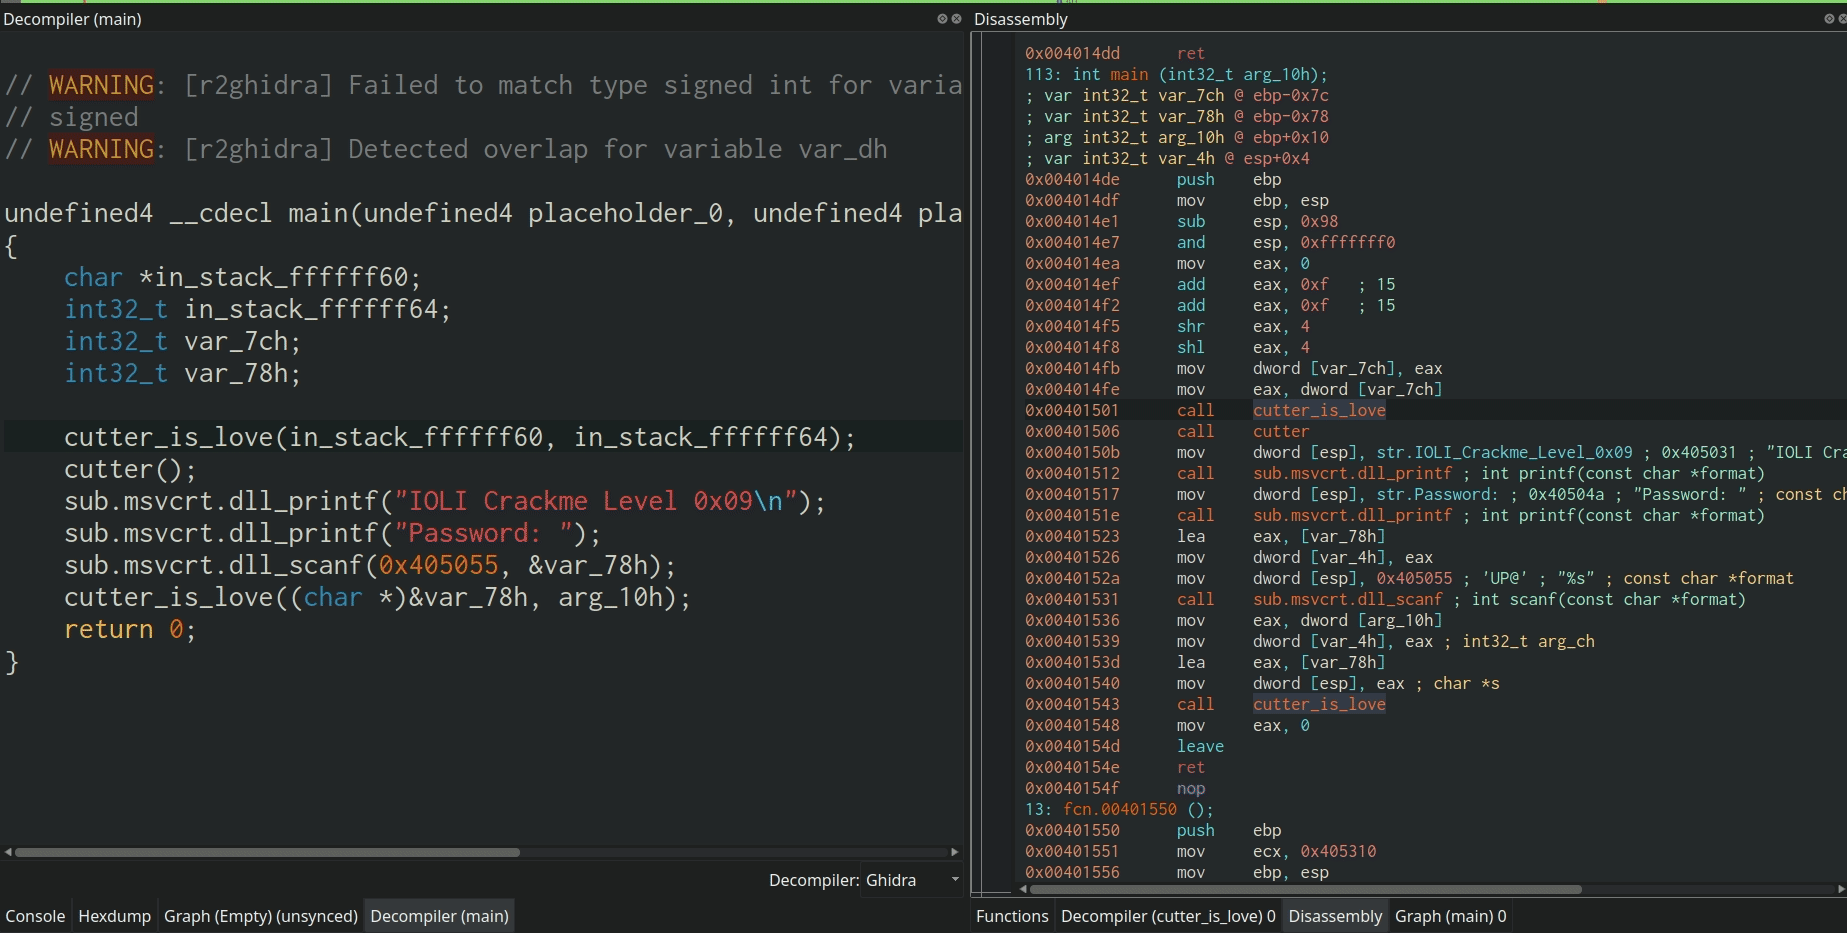 Decompiler (main)
// WARNING: [r2ghidra] Failed to match type signed int for varia
// signed
// WARNING: [r2ghidra] Detected overlap for variable var_dh
undefined4 __cdecl main(undefined4 placeholder_0, undefined4 pla
{
char *in_stack_ffffff60;
int32_t in_stack_ffffff64;
int32_t var_7ch;
int32_t var_78h;
cutter_is_love(in_stack_ffffff60, in_stack_ffffff64);
cutter();
sub.msvcrt.dll_printf("IOLI Crackme Level 0x09\n");
sub.msvcrt.dll_printf("Password: ");
sub.msvcrt.dll_scanf(0x405055, &var_78h);
cutter_is_love((char *)&var_78h, arg_10h);
return 0;
}
Decompiler: Ghidra
Console Hexdump Graph (Empty) (unsynced) Decompiler (main)
Disassembly
0x004014dd ret
113: int main (int32_t arg_10h);
; var int32_t var_7ch @ ebp-0x7c
; var int32_t var_78h @ ebp-0x78
; arg int32_t arg_10h @ ebp+0x10
; var int32_t var_4h @ esp+0x4
0x004014de push ebp
0x004014df mov ebp, esp
0x004014e1 sub esp, 0x98
0x004014e7 and esp, 0xfffffff0
0x004014ea mov eax, 0
0x004014ef add eax, 0xf ; 15
0x004014f2 add eax, 0xf ; 15
0x004014f5 shr eax, 4
0x004014f8 shl eax, 4
0x004014fb mov dword [var_7ch], eax
0x004014fe mov eax, dword [var_7ch]
0x00401501 call cutter_is_love
0x00401506 call cutter
0x0040150b mov dword [esp], str.IOLI_Crackme_Level_0x09 ; 0x405031 ; "IOLI Cra
0x00401512 call sub.msvcrt.dll_printf ; int printf(const char *format)
0x00401517 mov dword [esp], str.Password: ; 0x40504a ; "Password: " ; const ch
0x0040151e call sub.msvcrt.dll_printf ; int printf(const char *format)
0x00401523 lea eax, [var_78h]
0x00401526 mov dword [var_4h], eax
0x0040152a mov dword [esp], 0x405055 ; 'UP@' ; "%s" ; const char *format
0x00401531 call sub.msvcrt.dll_scanf ; int scanf(const char *format)
0x00401536 mov eax, dword [arg_10h]
0x00401539 mov dword [var_4h], eax ; int32_t arg_ch
0x0040153d lea eax, [var_78h]
0x00401540 mov dword [esp], eax ; char *s
0x00401543 call cutter_is_love
0x00401548 mov eax, 0
0x0040154d leave
0x0040154e ret
0x0040154f nop
13: fcn.00401550 ();
0x00401550 push ebp
0x00401551 mov ecx, 0x405310
0x00401556 mov ebp, esp
Functions Decompiler (cutter_is_love) 0 Disassembly Graph (main) 0